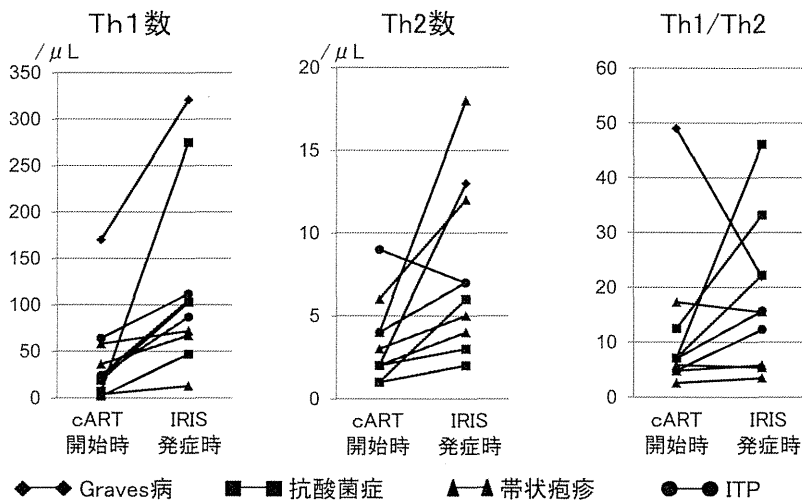 Th1数
/μL
350
300
250
200
150
100
50
0
cART
開始時
IRIS
発症時
Th2数
/μL
20
15
10
5
0
cART
開始時
IRIS
発症時
Th1/Th2
60
50
40
30
20
10
0
cART
開始時
IRIS
発症時
Graves病 抗酸菌症 帯状疱疹 ITP